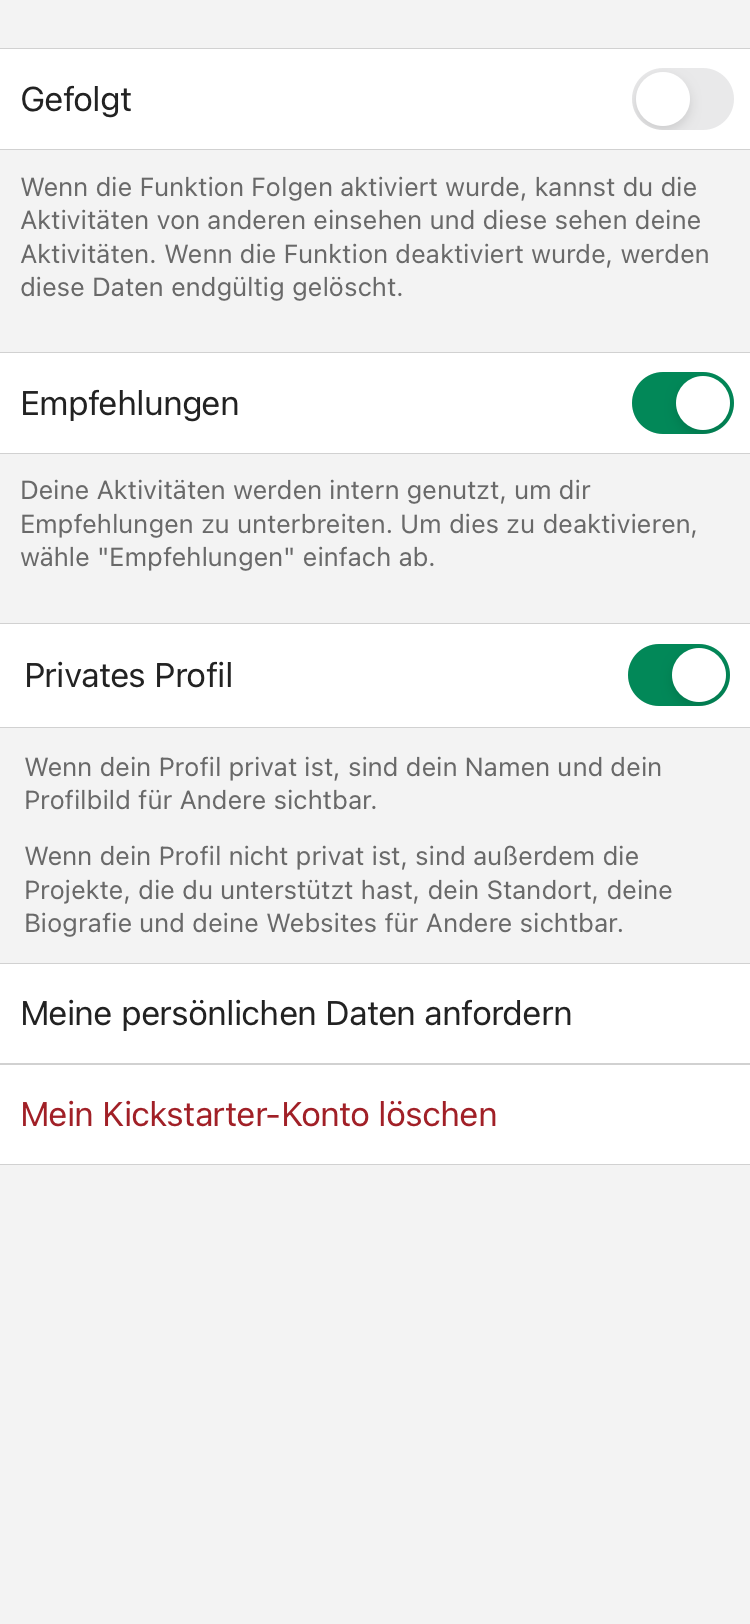 Gefolgt
Wenn die Funktion Folgen aktiviert wurde, kannst du die
Aktivitäten von anderen einsehen und diese sehen deine
Aktivitäten. Wenn die Funktion deaktiviert wurde, werden
diese Daten endgültig gelöscht.
Empfehlungen
Deine Aktivitäten werden intern genutzt, um dir
Empfehlungen zu unterbreiten. Um dies zu deaktivieren,
wähle "Empfehlungen" einfach ab.
Privates Profil
Wenn dein Profil privat ist, sind dein Namen und dein
Profilbild für Andere sichtbar.
Wenn dein Profil nicht privat ist, sind außerdem die
Projekte, die du unterstützt hast, dein Standort, deine
Biografie und deine Websites für Andere sichtbar.
Meine persönlichen Daten anfordern
Mein Kickstarter-Konto löschen